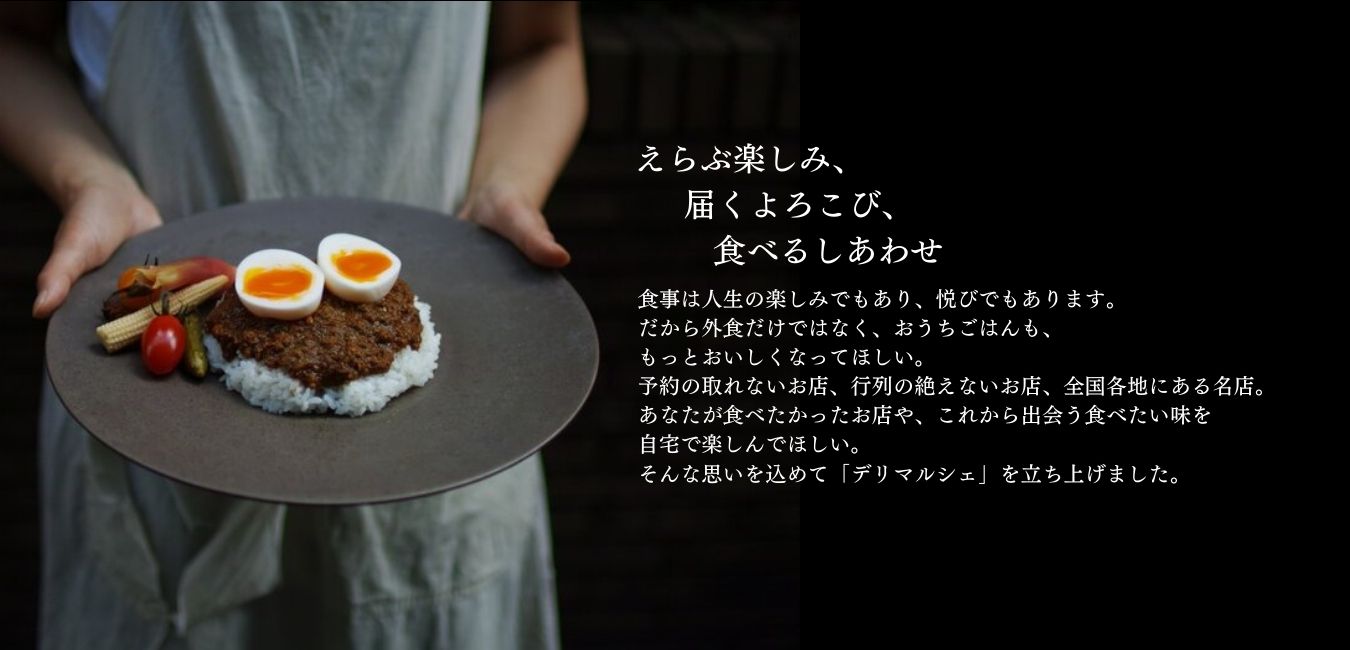 えらぶ楽しみ、
届くよろこび、
食べるしあわせ
食事は人生の楽しみでもあり、悦びでもあります。
だから外食だけではなく、おうちごはんも、
もっとおいしくなってほしい。
予約の取れないお店、行列の絶えないお店、全国各地にある名店。
あなたが食べたかったお店や、これから出会う食べたい味を
自宅で楽しんでほしい。
そんな思いを込めて「デリマルシェ」を立ち上げました。